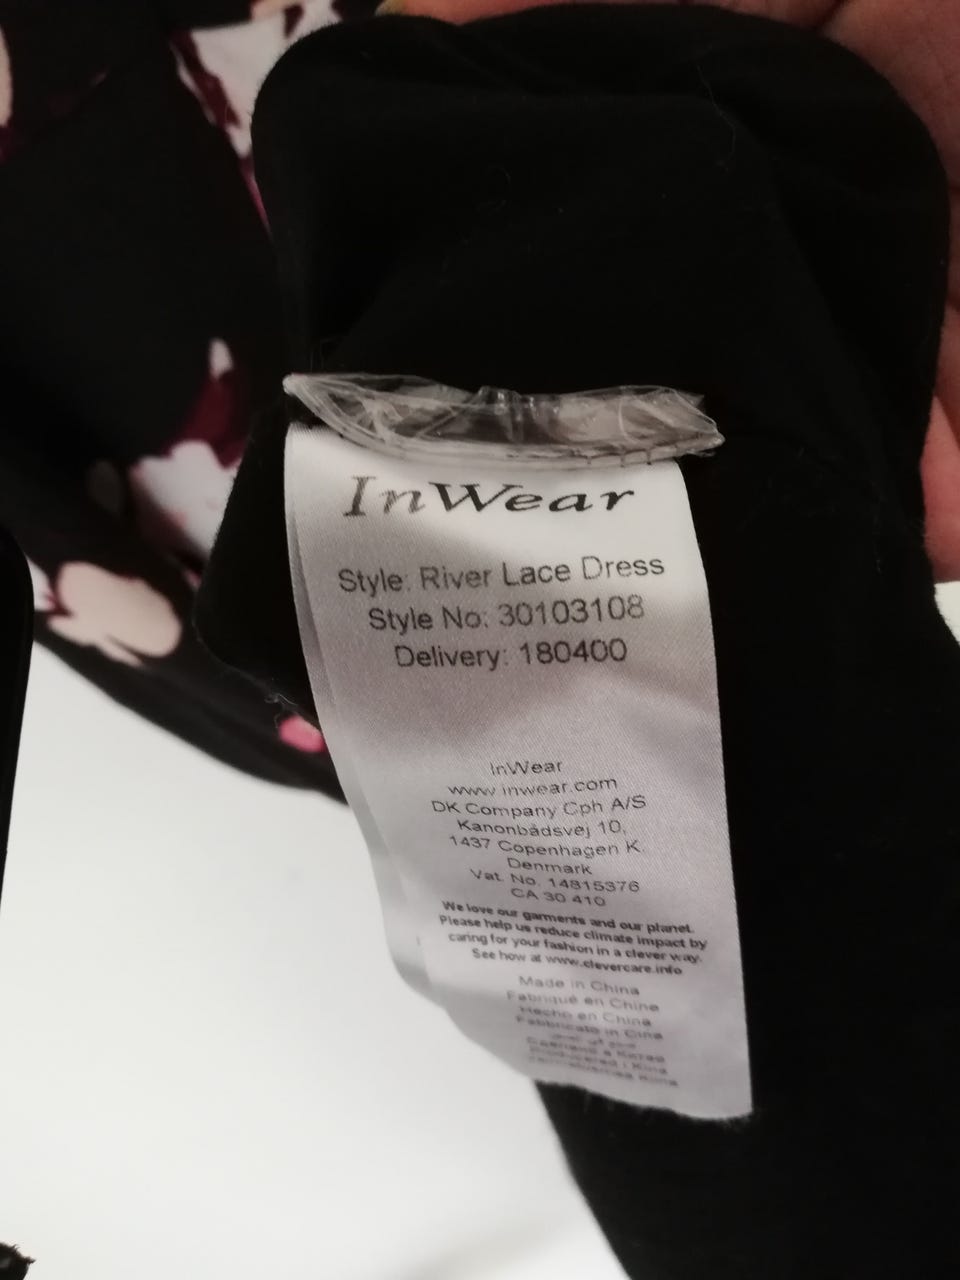 InWear
Style: River Lace Dress
Style No: 30103108
Delivery: 180400
InWear
www.inwear.com
DK Company Cph A/S
Kanonbådsvej 10,
1437 Copenhagen K.
Denmark
Vat. No. 14815376
CA 30 410
We love our garments and our planet.
Please help us reduce climate impact by
caring for your fashion in a clever way.
See how at www.clevercare.info
Made in China
Fabriqué en Chine
Hecho en China
Fabbricato in Cina